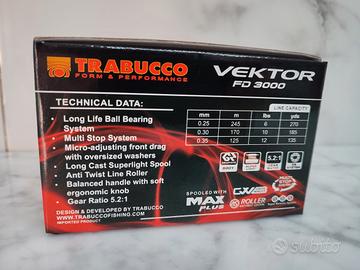 TRABUCCO
FORM & PERFORMANCE
VEKTOR
FD 3000
TECHNICAL DATA:
• Long Life Ball Bearing
System
• Multi Stop System
• Micro-adjusting front drag
with oversized washers
• Long Cast Superlight Spool
• Anti Twist Line Roller
• Balanced handle with soft
ergonomic knob
• Gear Ratio 5.2:1
LINE CAPACITY
mm m lbs yds
0.25 245 6 270
0.30 170 10 185
0.35 125 12 135
5.2:1
DESIGN & DEVELOPED BY TRABUCCO
WWW.TRABUCCOFISHING.COM
IMPORTED PRODUCT
SPOOLED WITH
MAX
PLUS
ROLLER
subito